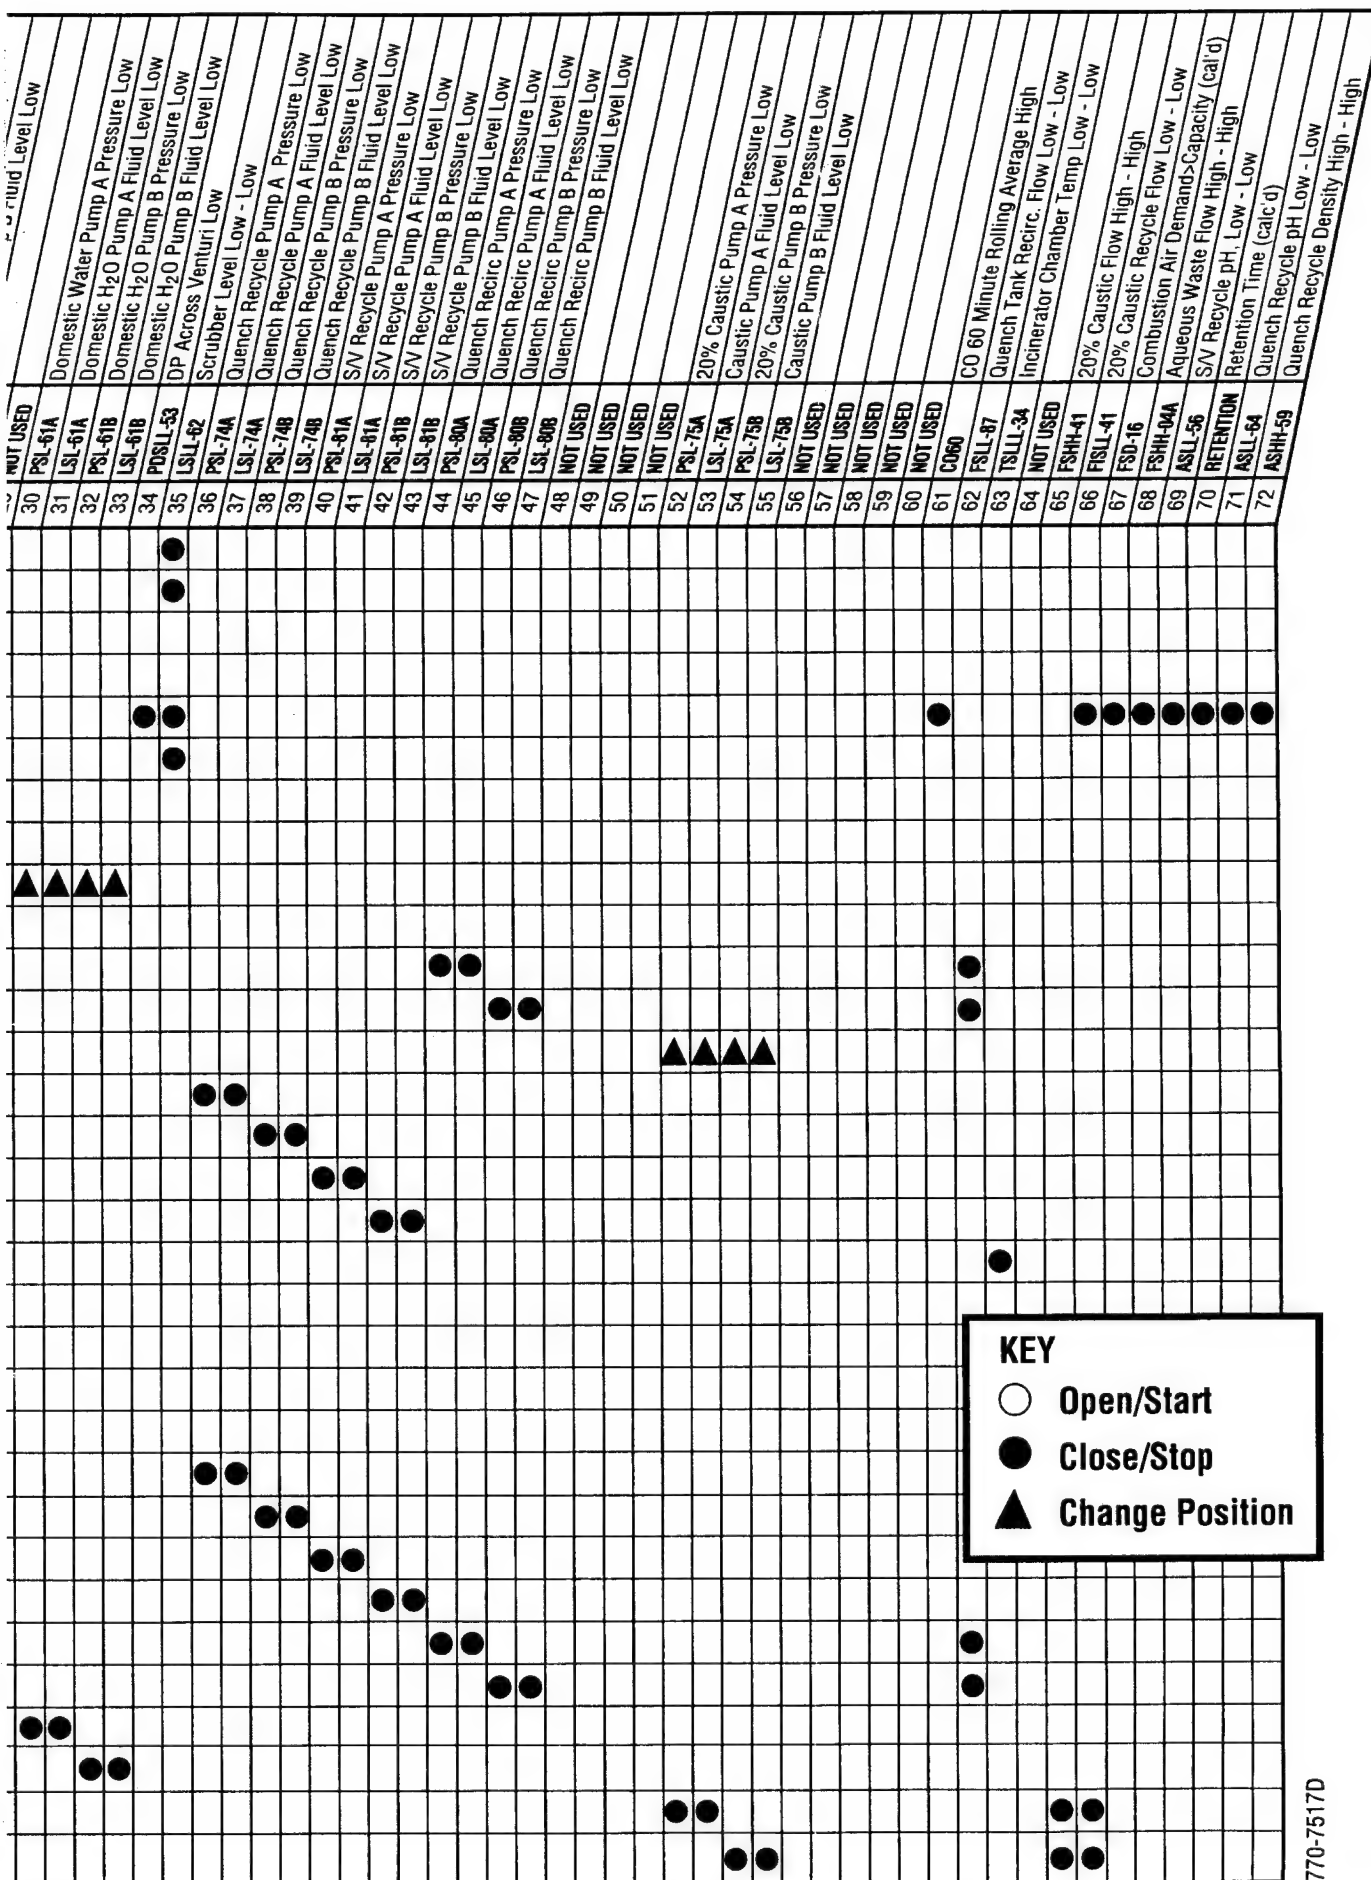 Fluid Level Low
NOT USED
30 PSL-61A Domestic Water Pump A Pressure Low
31 LSL-61A Domestic H2O Pump A Fluid Level Low
32 PSL-61B Domestic H2O Pump B Pressure Low
33 LSL-61B Domestic H2O Pump B Fluid Level Low
34 PDSLL-53 DP Across Venturi Low
35 LSLL-62 Scrubber Level Low - Low
36 PSL-74A Quench Recycle Pump A Pressure Low
37 LSL-74A Quench Recycle Pump A Fluid Level Low
38 PSL-74B Quench Recycle Pump B Pressure Low
39 LSL-74B Quench Recycle Pump B Fluid Level Low
40 PSL-81A S/V Recycle Pump A Pressure Low
41 LSL-81A S/V Recycle Pump A Fluid Level Low
42 PSL-81B S/V Recycle Pump B Pressure Low
43 LSL-81B S/V Recycle Pump B Fluid Level Low
44 PSL-80A Quench Recirc Pump A Pressure Low
45 LSL-80A Quench Recirc Pump A Fluid Level Low
46 PSL-80B Quench Recirc Pump B Pressure Low
47 LSL-80B Quench Recirc Pump B Fluid Level Low
48 NOT USED
49 NOT USED
50 NOT USED
51 NOT USED
52 PSL-75A 20% Caustic Pump A Pressure Low
53 LSL-75A Caustic Pump A Fluid Level Low
54 PSL-75B 20% Caustic Pump B Pressure Low
55 LSL-75B Caustic Pump B Fluid Level Low
56 NOT USED
57 NOT USED
58 NOT USED
59 NOT USED
60 NOT USED
61 CO60 CO 60 Minute Rolling Average High
62 FSLL-87 Quench Tank Recirc. Flow Low - Low
63 TSLL-34 Incinerator Chamber Temp Low - Low
64 NOT USED
65 FSHH-41 20% Caustic Flow High - High
66 FISLL-41 20% Caustic Recycle Flow Low - Low
67 FSD-16 Combustion Air Demand>Capacity (cal'd)
68 FSHH-04A Aqueous Waste Flow High - High
69 ASLL-56 S/V Recycle pH, Low - Low
70 RETENTION Retention Time (calc'd)
71 ASLL-64 Quench Recycle pH Low - Low
72 ASHH-59 Quench Recycle Density High - High
KEY
Open/Start
Close/Stop
Change Position
770-7517D